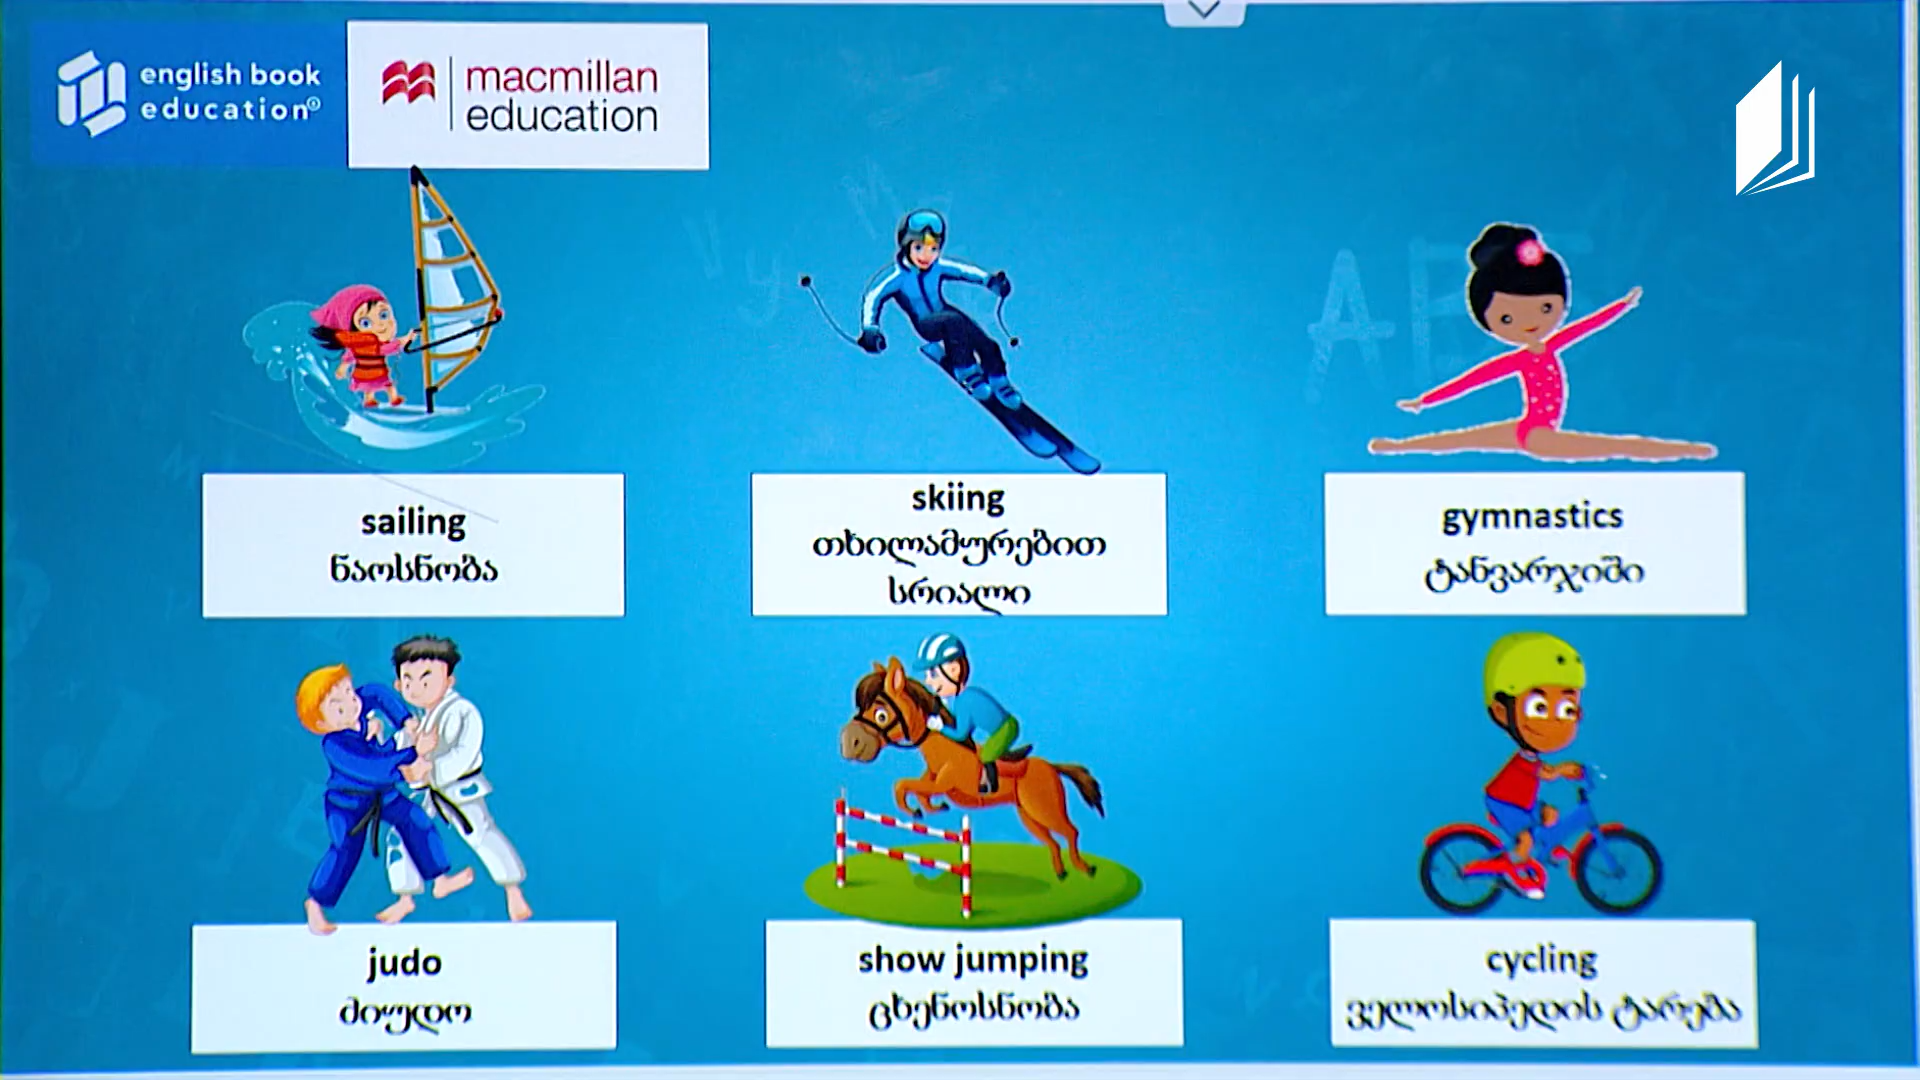 english book
education®
macmillan
education
sailing
ნაოსნობა
skiing
თხილამურებით
სრიალი
gymnastics
ტანვარჯიში
judo
ძიუდო
show jumping
ცხენოსნობა
cycling
ველოსიპედის ტარება